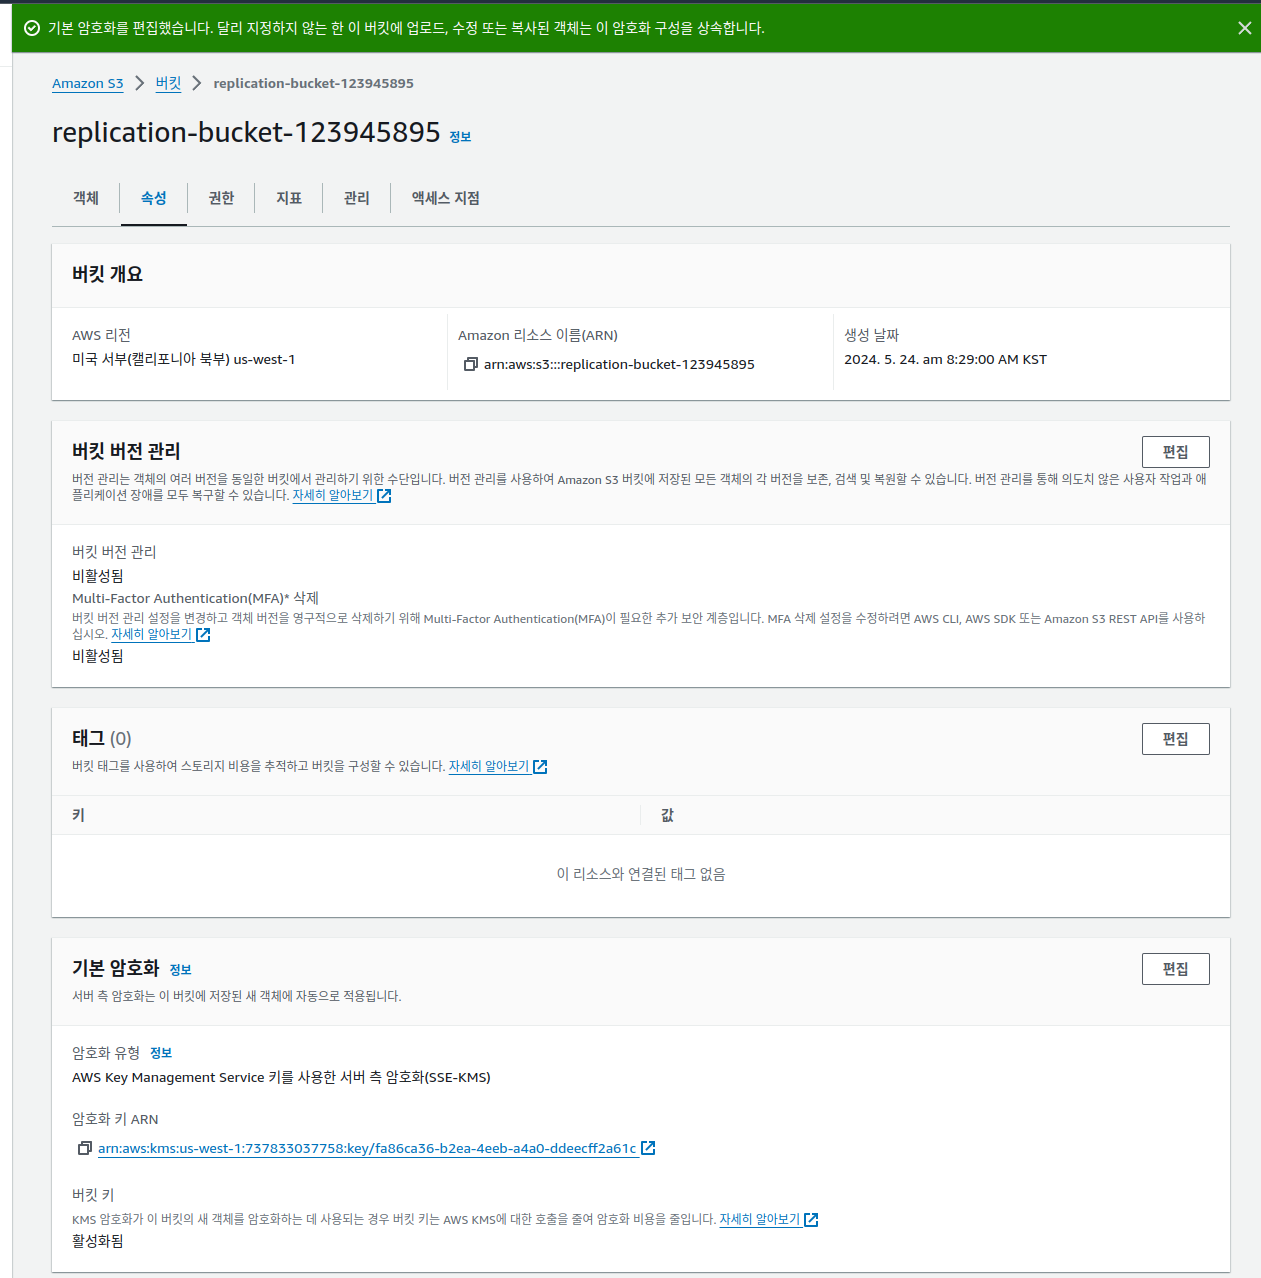 기본 암호화를 편집했습니다. 달리 지정하지 않는 한 이 버킷에 업로드, 수정 또는 복사된 객체는 이 암호화 구성을 상속합니다.
Amazon S3 > 버킷 > replication-bucket-123945895
replication-bucket-123945895 정보
객체 속성 권한 지표 관리 액세스 지점
버킷 개요
AWS 리전
미국 서부(캘리포니아 북부) us-west-1
Amazon 리소스 이름(ARN)
arn:aws:s3:::replication-bucket-123945895
생성 날짜
2024. 5. 24. am 8:29:00 AM KST
버킷 버전 관리
편집
버전 관리는 객체의 여러 버전을 동일한 버킷에서 관리하기 위한 수단입니다. 버전 관리를 사용하여 Amazon S3 버킷에 저장된 모든 객체의 각 버전을 보존, 검색 및 복원할 수 있습니다. 버전 관리를 통해 의도치 않은 사용자 작업과 애
플리케이션 장애를 모두 복구할 수 있습니다. 자세히 알아보기
버킷 버전 관리
비활성됨
Multi-Factor Authentication(MFA)* 삭제
버킷 버전 관리 설정을 변경하고 객체 버전을 영구적으로 삭제하기 위해 Multi-Factor Authentication(MFA)이 필요한 추가 보안 계층입니다. MFA 삭제 설정을 수정하려면 AWS CLI, AWS SDK 또는 Amazon S3 REST API를 사용하
십시오. 자세히 알아보기
비활성됨
태그 (0)
편집
버킷 태그를 사용하여 스토리지 비용을 추적하고 버킷을 구성할 수 있습니다. 자세히 알아보기
키 값
이 리소스와 연결된 태그 없음
기본 암호화 정보
편집
서버 측 암호화는 이 버킷에 저장된 새 객체에 자동으로 적용됩니다.
암호화 유형 정보
AWS Key Management Service 키를 사용한 서버 측 암호화(SSE-KMS)
암호화 키 ARN
arn:aws:kms:us-west-1:737833037758:key/fa86ca36-b2ea-4eeb-a4a0-ddeecff2a61c
버킷 키
KMS 암호화가 이 버킷의 새 객체를 암호화하는 데 사용되는 경우 버킷 키는 AWS KMS에 대한 호출을 줄여 암호화 비용을 줄입니다. 자세히 알아보기
활성화됨